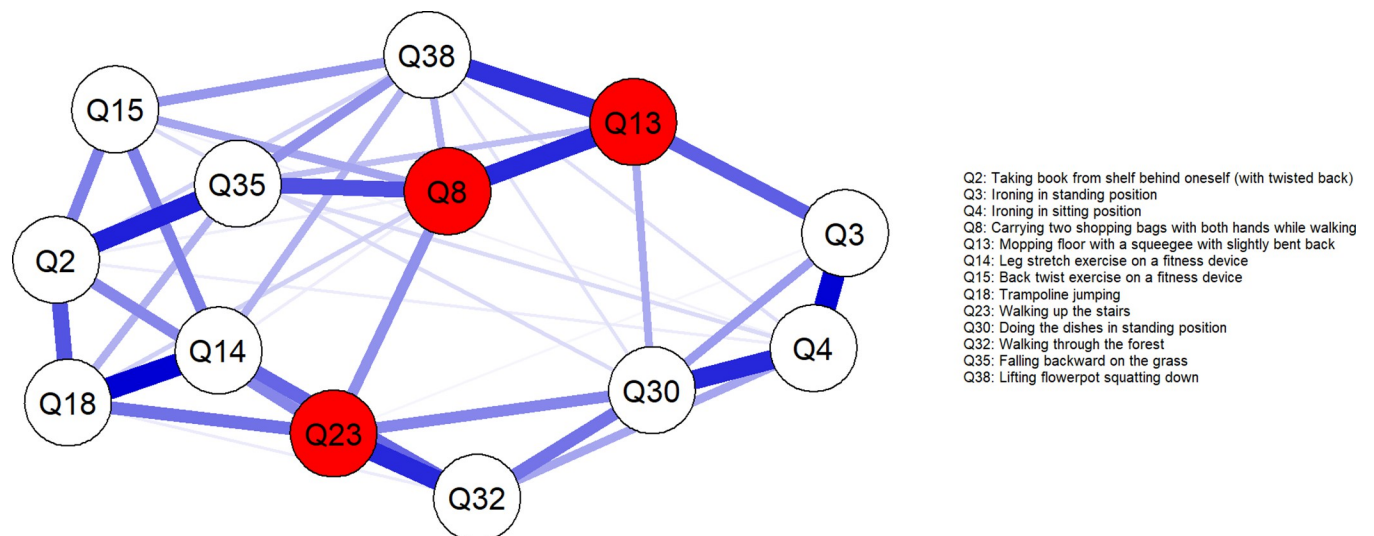 Q38
Q15
Q13
Q35
Q8
Q3
Q2
Q4
Q14
Q30
Q18
Q23
Q32
Q2: Taking book from shelf behind oneself (with twisted back)
Q3: Ironing in standing position
Q4: Ironing in sitting position
Q8: Carrying two shopping bags with both hands while walking
Q13: Mopping floor with a squeegee with slightly bent back
Q14: Leg stretch exercise on a fitness device
Q15: Back twist exercise on a fitness device
Q18: Trampoline jumping
Q23: Walking up the stairs
Q30: Doing the dishes in standing position
Q32: Walking through the forest
Q35: Falling backward on the grass
Q38: Lifting flowerpot squatting down